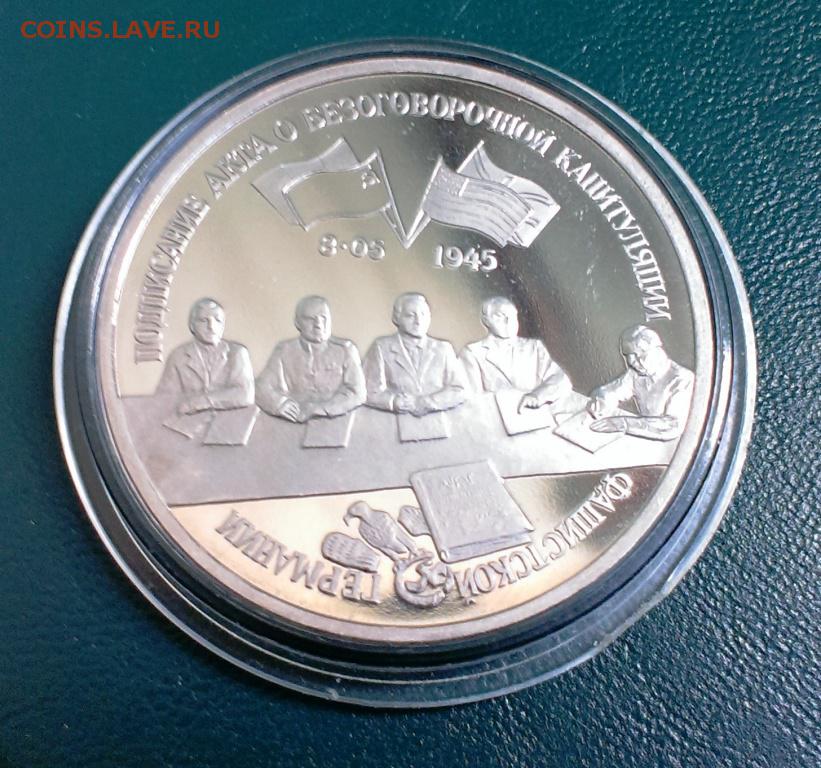 COINS.LAVE.RU
ПОДПИСАНИЕ АКТА О БЕЗОГОВОРОЧНОЙ КАПИТУЛЯЦИИ
8·05 1945
ФАШИСТСКОЙ
ГЕРМАНИИ